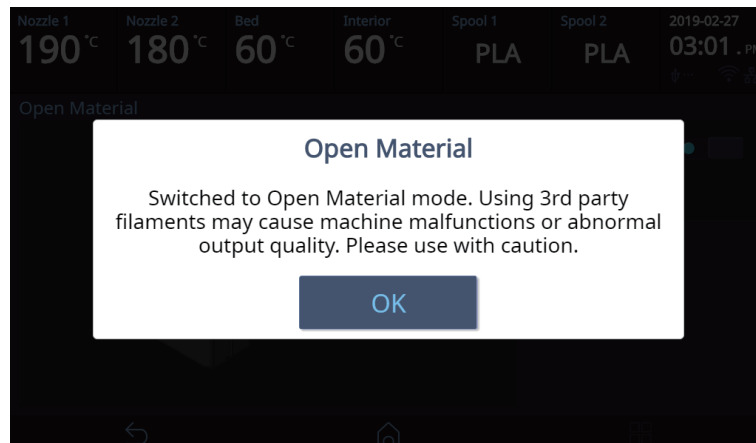 Nozzle 1 Nozzle 2 Bed Interior Spool 1 Spool 2 2019-02-27
190°C 180°C 60°C 60°C PLA PLA 03:01 . PM
Open Material
Open Material
Switched to Open Material mode. Using 3rd party
filaments may cause machine malfunctions or abnormal
output quality. Please use with caution.
OK